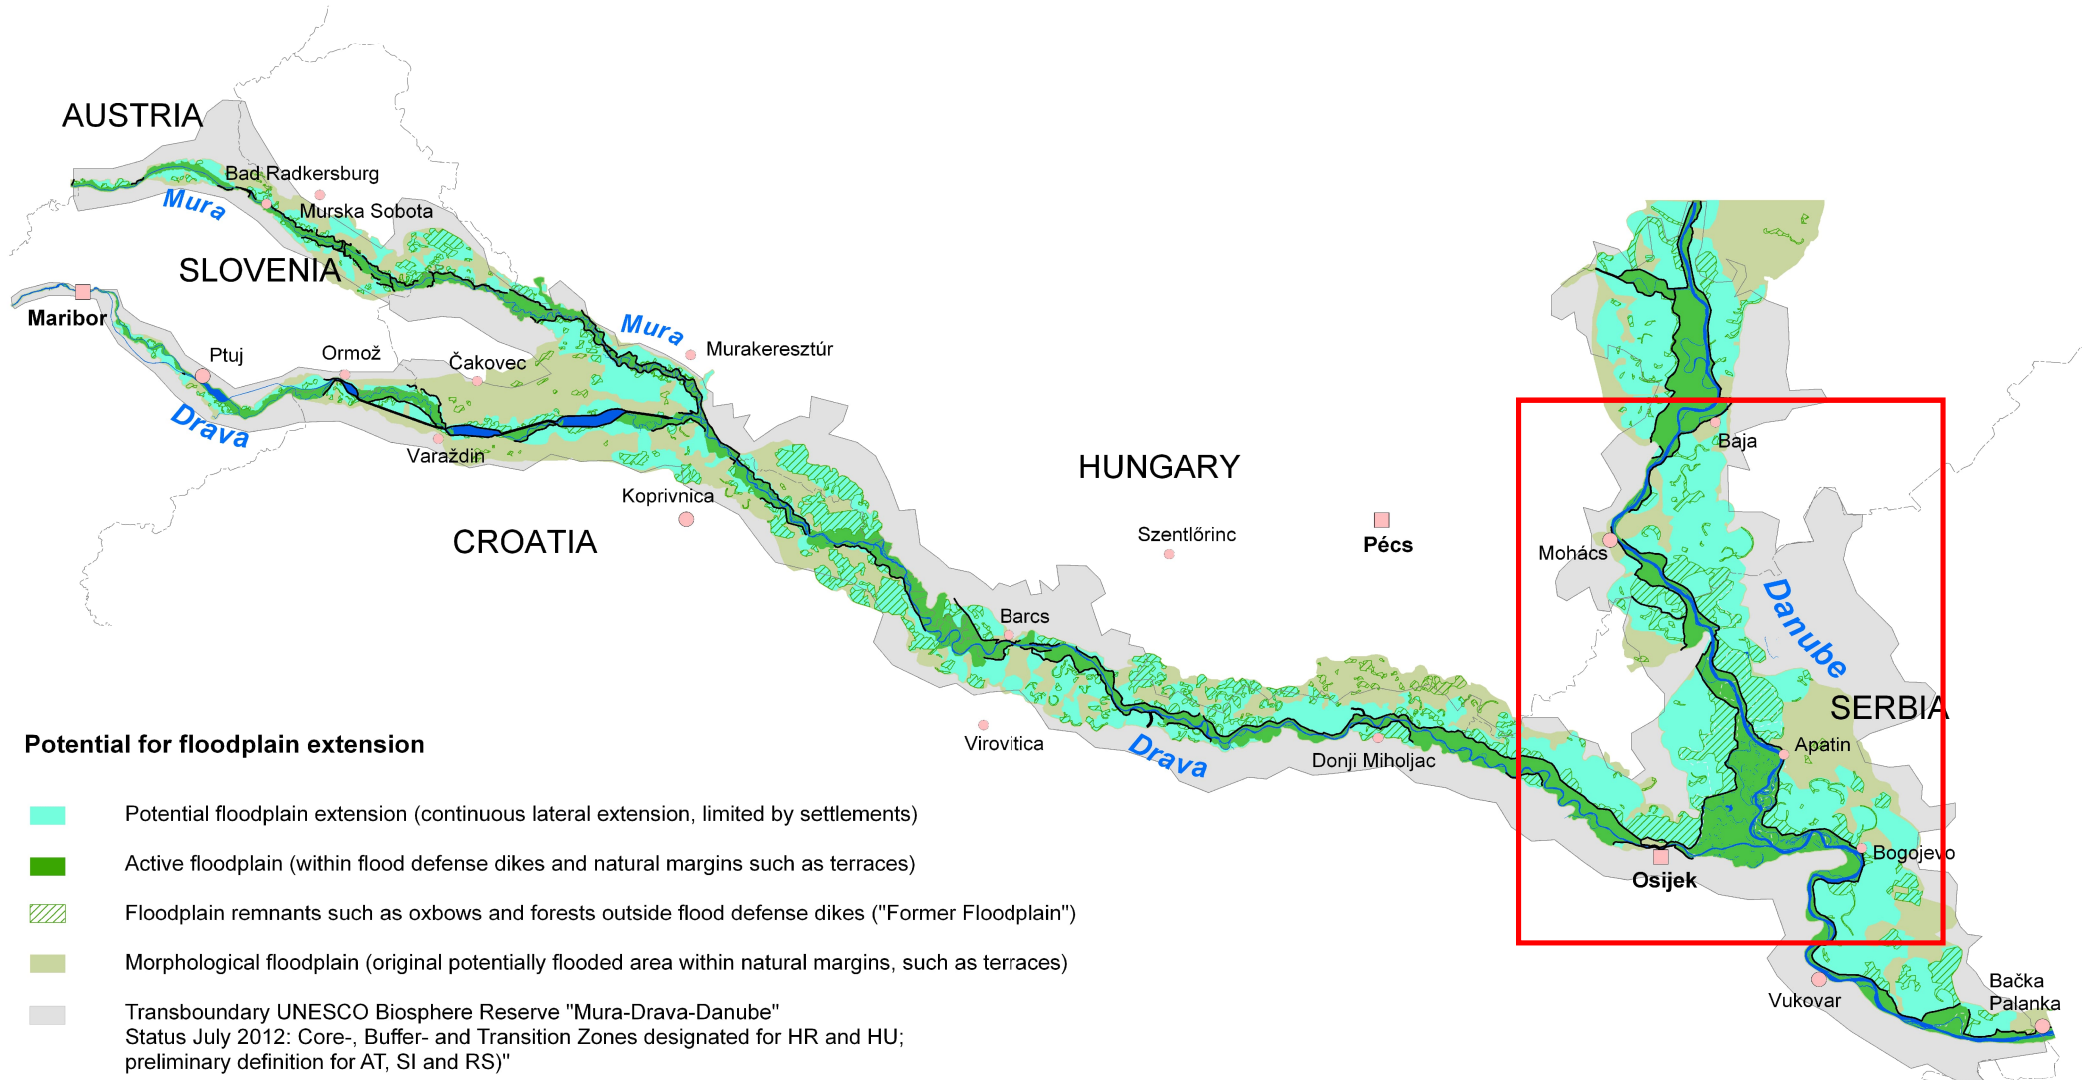 AUSTRIA
Bad Radkersburg
Mura
Murska Sobota
SLOVENIA
Maribor
Mura
Murakeresztúr
Ptuj
Ormož
Čakovec
Drava
Varaždin
Baja
HUNGARY
Koprivnica
CROATIA
Szentlőrinc
Pécs
Mohács
Danube
Barcs
SERBIA
Virovitica
Drava
Donji Miholjac
Apatin
Osijek
Bogojevo
Vukovar
Bačka
Palanka
Potential for floodplain extension
Potential floodplain extension (continuous lateral extension, limited by settlements)
Active floodplain (within flood defense dikes and natural margins such as terraces)
Floodplain remnants such as oxbows and forests outside flood defense dikes ("Former Floodplain")
Morphological floodplain (original potentially flooded area within natural margins, such as terraces)
Transboundary UNESCO Biosphere Reserve "Mura-Drava-Danube"
Status July 2012: Core-, Buffer- and Transition Zones designated for HR and HU;
preliminary definition for AT, SI and RS)"